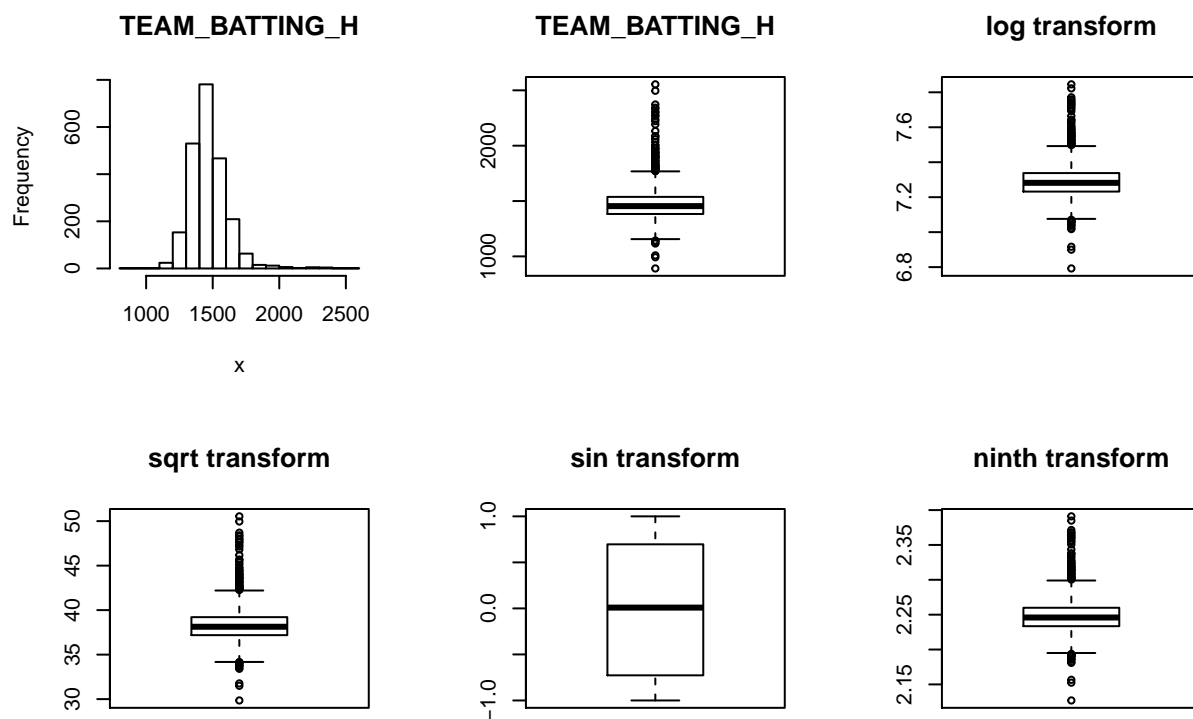 TEAM_BATTING_H
Frequency
0
200
600
1000
1500
2000
2500
x
TEAM_BATTING_H
1000
2000
log transform
6.8
7.2
7.6
sqrt transform
30
35
40
45
50
sin transform
−1.0
0.0
1.0
ninth transform
2.15
2.25
2.35